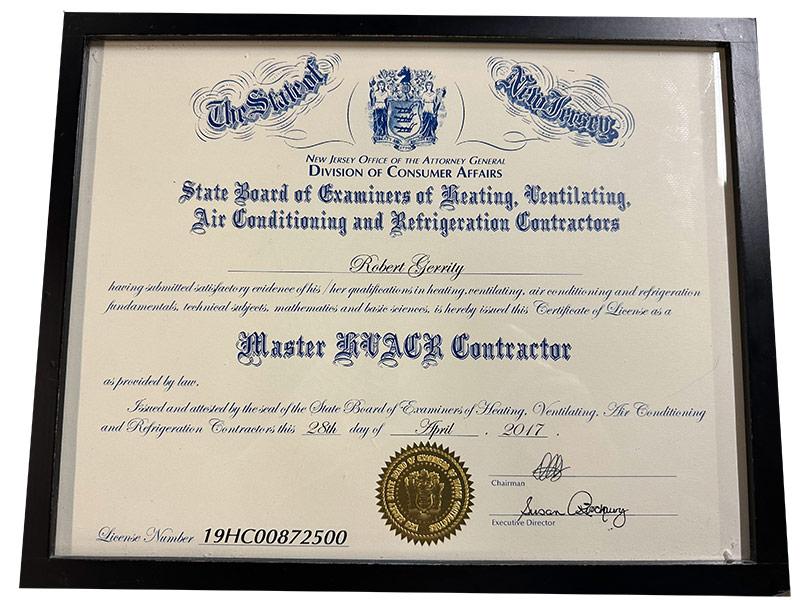 The State of New Jersey
New Jersey Office of the Attorney General
Division of Consumer Affairs
State Board of Examiners of Heating, Ventilating,
Air Conditioning and Refrigeration Contractors
Robert Gerrity
having submitted satisfactory evidence of his / her qualifications in heating, ventilating, air conditioning and refrigeration
fundamentals, technical subjects, mathematics and basic sciences, is hereby issued this Certificate of License as a
Master HVACR Contractor
as provided by law.
Issued and attested by the seal of the State Board of Examiners of Heating, Ventilating, Air Conditioning
and Refrigeration Contractors this 28th day of April , 2017 .
Chairman
Susan
Executive Director
License Number 19HC00872500